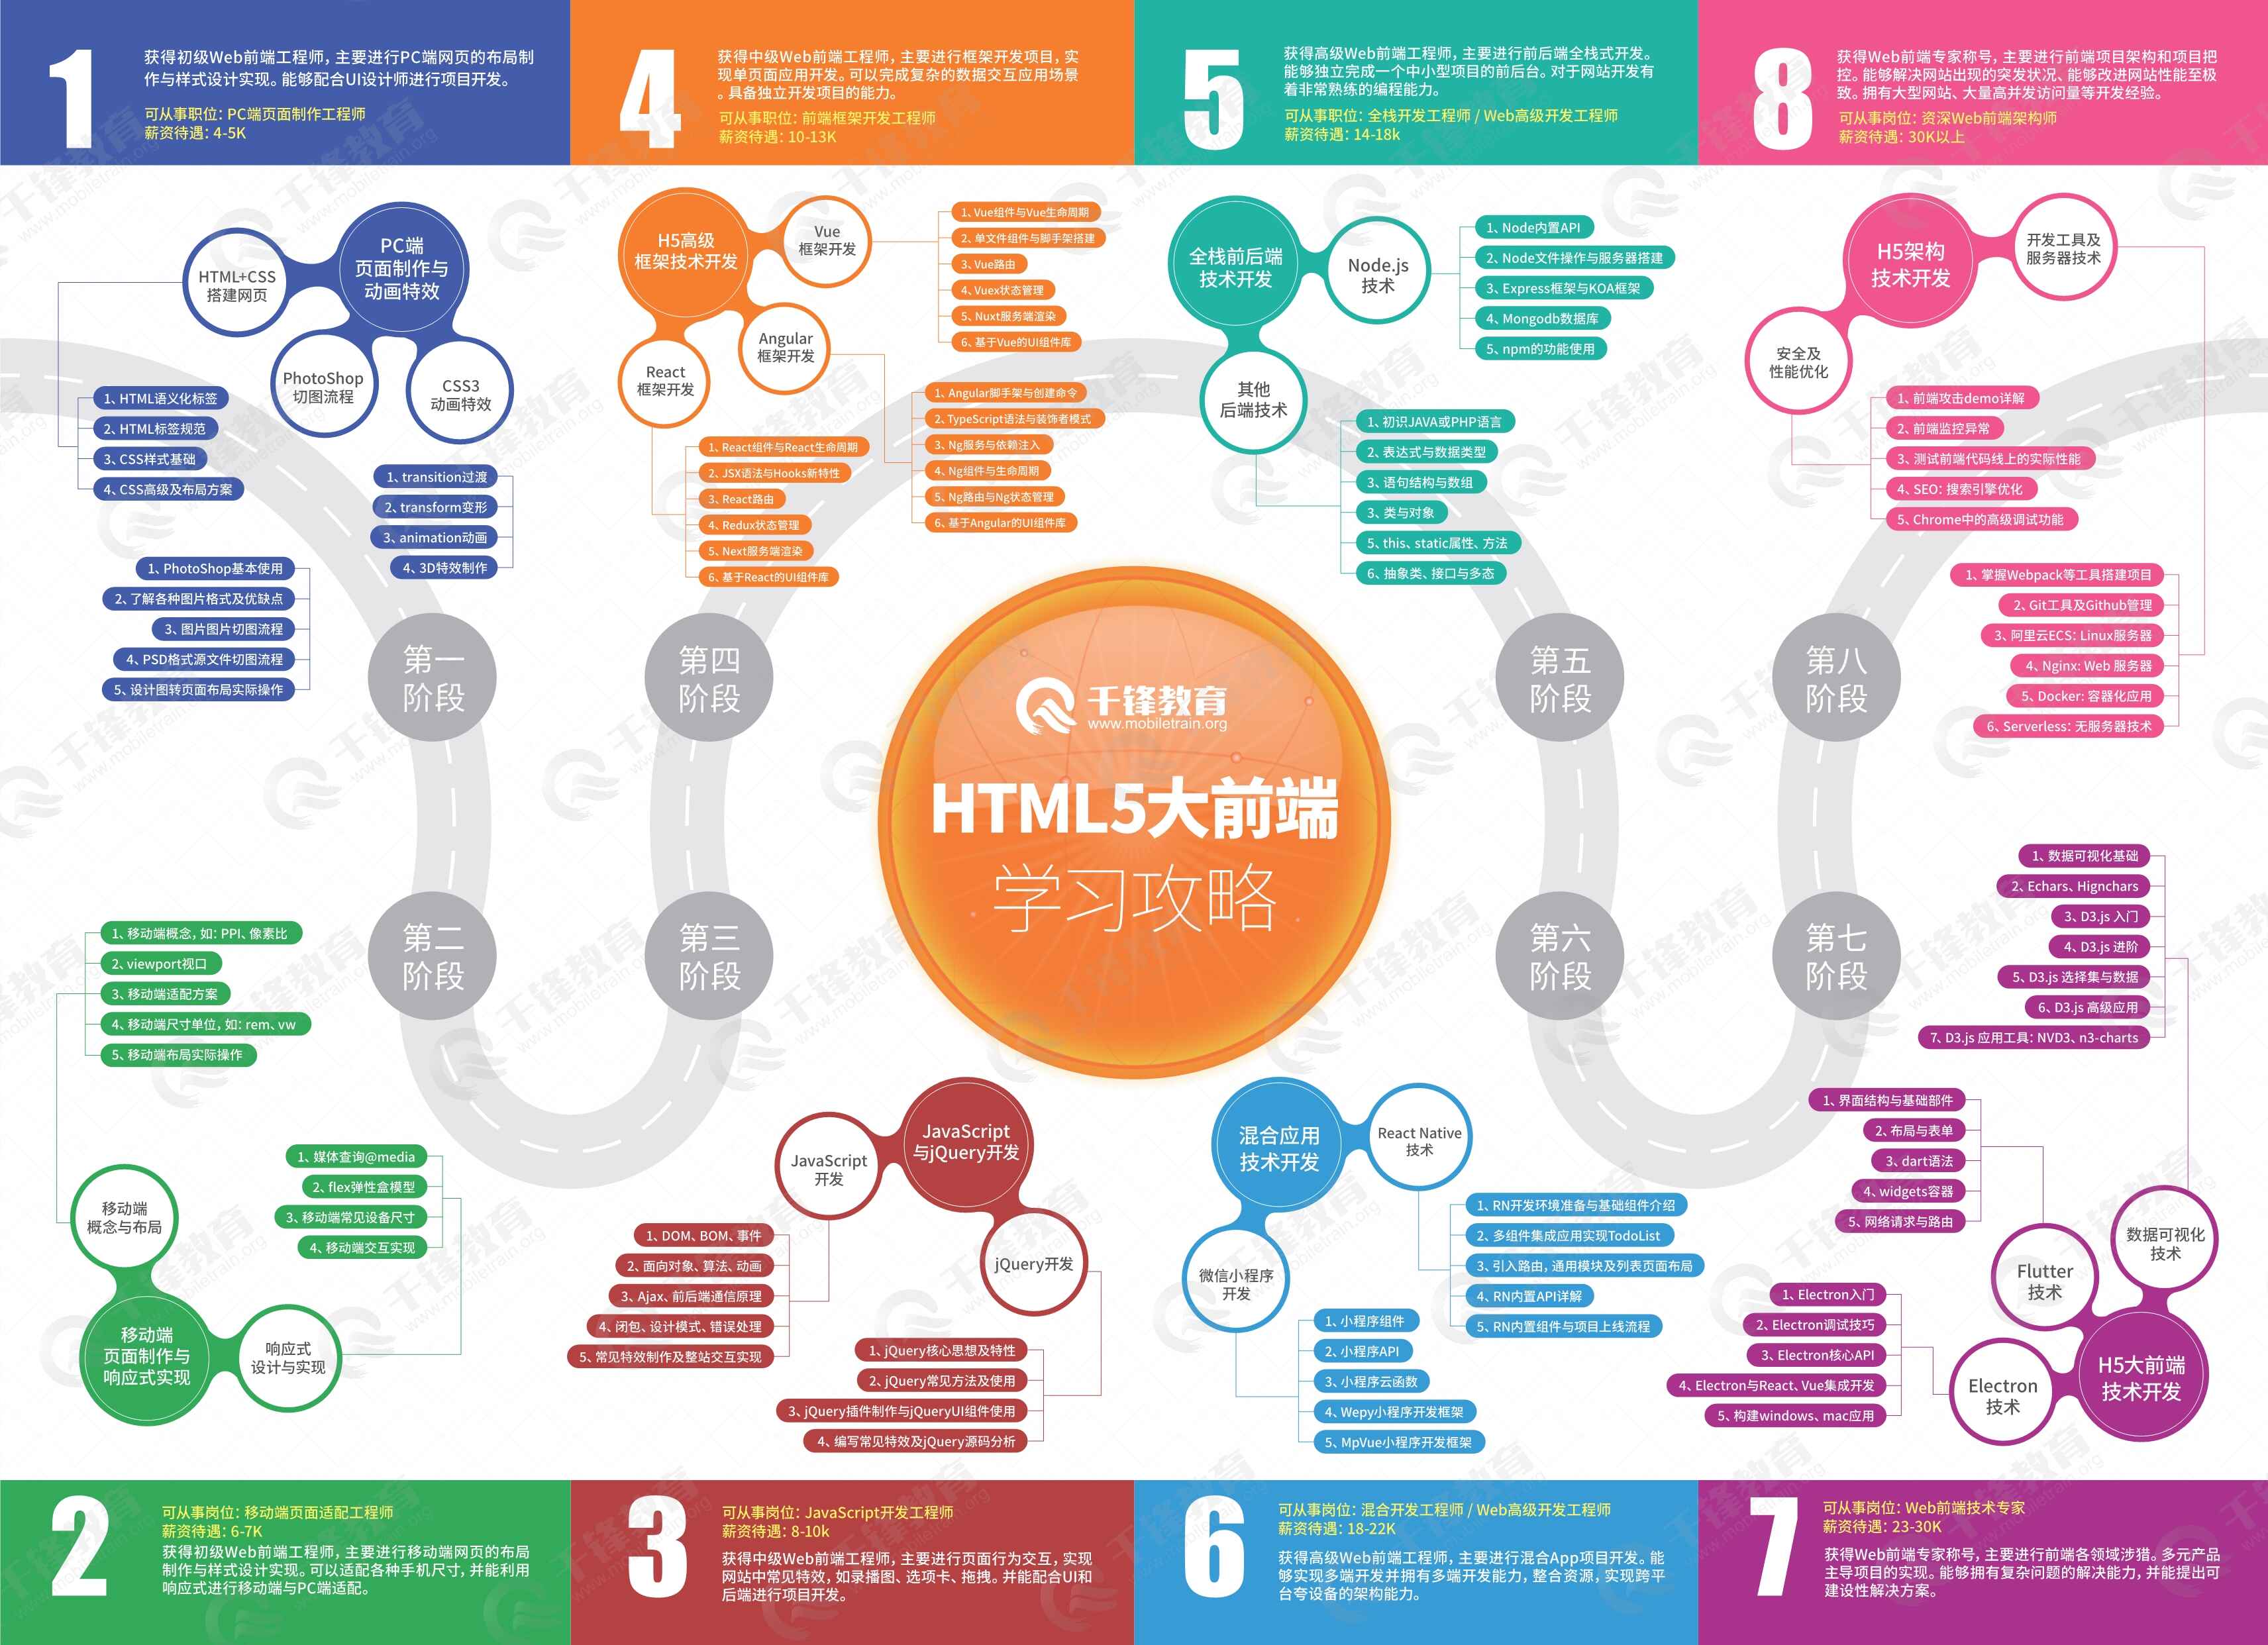 1
获得初级Web前端工程师，主要进行PC端网页的布局制
作与样式设计实现。能够配合UI设计师进行项目开发。
可从事职位：PC端页面制作工程师
薪资待遇：4-5K
4
获得中级Web前端工程师，主要进行框架开发项目，实
现单页面应用开发。可以完成复杂的数据交互应用场景
。具备独立开发项目的能力。
可从事职位：前端框架开发工程师
薪资待遇：10-13K
5
获得高级Web前端工程师，主要进行前后端全栈式开发。
能够独立完成一个中小型项目的前后台。对于网站开发有
着非常熟练的编程能力。
可从事职位：全栈开发工程师 / Web高级开发工程师
薪资待遇：14-18k
8
获得Web前端专家称号，主要进行前端项目架构和项目把
控。能够解决网站出现的突发状况、能够改进网站性能至极
致。拥有大型网站、大量高并发访问量等开发经验。
可从事岗位：资深Web前端架构师
薪资待遇：30K以上
PC端
页面制作与
动画特效
HTML+CSS
搭建网页
PhotoShop
切图流程
CSS3
动画特效
1、HTML语义化标签
2、HTML标签规范
3、CSS样式基础
4、CSS高级及布局方案
1、transition过渡
2、transform变形
3、animation动画
4、3D特效制作
1、PhotoShop基本使用
2、了解各种图片格式及优缺点
3、图片图片切图流程
4、PSD格式源文件切图流程
5、设计图转页面布局实际操作
第一
阶段
H5高级
框架技术开发
Vue
框架开发
Angular
框架开发
React
框架开发
1、Vue组件与Vue生命周期
2、单文件组件与脚手架搭建
3、Vue路由
4、Vuex状态管理
5、Nuxt服务端渲染
6、基于Vue的UI组件库
1、Angular脚手架与创建命令
2、TypeScript语法与装饰者模式
3、Ng服务与依赖注入
4、Ng组件与生命周期
5、Ng路由与Ng状态管理
6、基于Angular的UI组件库
1、React组件与React生命周期
2、JSX语法与Hooks新特性
3、React路由
4、Redux状态管理
5、Next服务端渲染
6、基于React的UI组件库
第四
阶段
全栈前后端
技术开发
Node.js
技术
其他
后端技术
1、Node内置API
2、Node文件操作与服务器搭建
3、Express框架与KOA框架
4、Mongodb数据库
5、npm的功能使用
1、初识JAVA或PHP语言
2、表达式与数据类型
3、语句结构与数组
3、类与对象
5、this、static属性、方法
6、抽象类、接口与多态
第五
阶段
H5架构
技术开发
开发工具及
服务器技术
安全及
性能优化
1、前端攻击demo详解
2、前端监控异常
3、测试前端代码线上的实际性能
4、SEO：搜索引擎优化
5、Chrome中的高级调试功能
1、掌握Webpack等工具搭建项目
2、Git工具及Github管理
3、阿里云ECS：Linux服务器
4、Nginx: Web 服务器
5、Docker: 容器化应用
6、Serverless：无服务器技术
第八
阶段
千锋教育
www.mobiletrain.org
HTML5大前端
学习攻略
1、移动端概念，如：PPI、像素比
2、viewport视口
3、移动端适配方案
4、移动端尺寸单位，如：rem、vw
5、移动端布局实际操作
第二
阶段
移动端
概念与布局
1、媒体查询@media
2、flex弹性盒模型
3、移动端常见设备尺寸
4、移动端交互实现
移动端
页面制作与
响应式实现
响应式
设计与实现
第三
阶段
JavaScript
与jQuery开发
JavaScript
开发
jQuery开发
1、DOM、BOM、事件
2、面向对象、算法、动画
3、Ajax、前后端通信原理
4、闭包、设计模式、错误处理
5、常见特效制作及整站交互实现
1、jQuery核心思想及特性
2、jQuery常见方法及使用
3、jQuery插件制作与jQueryUI组件使用
4、编写常见特效及jQuery源码分析
第六
阶段
混合应用
技术开发
React Native
技术
微信小程序
开发
1、RN开发环境准备与基础组件介绍
2、多组件集成应用实现TodoList
3、引入路由，通用模块及列表页面布局
4、RN内置API详解
5、RN内置组件与项目上线流程
1、小程序组件
2、小程序API
3、小程序云函数
4、Wepy小程序开发框架
5、MpVue小程序开发框架
第七
阶段
1、数据可视化基础
2、Echars、Hignchars
3、D3.js 入门
4、D3.js 进阶
5、D3.js 选择集与数据
6、D3.js 高级应用
7、D3.js 应用工具：NVD3、n3-charts
1、界面结构与基础部件
2、布局与表单
3、dart语法
4、widgets容器
5、网络请求与路由
数据可视化
技术
Flutter
技术
1、Electron入门
2、Electron调试技巧
3、Electron核心API
4、Electron与React、Vue集成开发
5、构建windows、mac应用
Electron
技术
H5大前端
技术开发
2
可从事岗位：移动端页面适配工程师
薪资待遇：6-7K
获得初级Web前端工程师，主要进行移动端网页的布局
制作与样式设计实现。可以适配各种手机尺寸，并能利用
响应式进行移动端与PC端适配。
3
可从事岗位：JavaScript开发工程师
薪资待遇：8-10k
获得中级Web前端工程师，主要进行页面行为交互，实现
网站中常见特效，如录播图、选项卡、拖拽。并能配合UI和
后端进行项目开发。
6
可从事岗位：混合开发工程师 / Web高级开发工程师
薪资待遇：18-22K
获得高级Web前端工程师，主要进行混合App项目开发。能
够实现多端开发并拥有多端开发能力，整合资源，实现跨平
台夸设备的架构能力。
7
可从事岗位：Web前端技术专家
薪资待遇：23-30K
获得Web前端专家称号，主要进行前端各领域涉猎。多元产品
主导项目的实现。能够拥有复杂问题的解决能力，并能提出可
建设性解决方案。